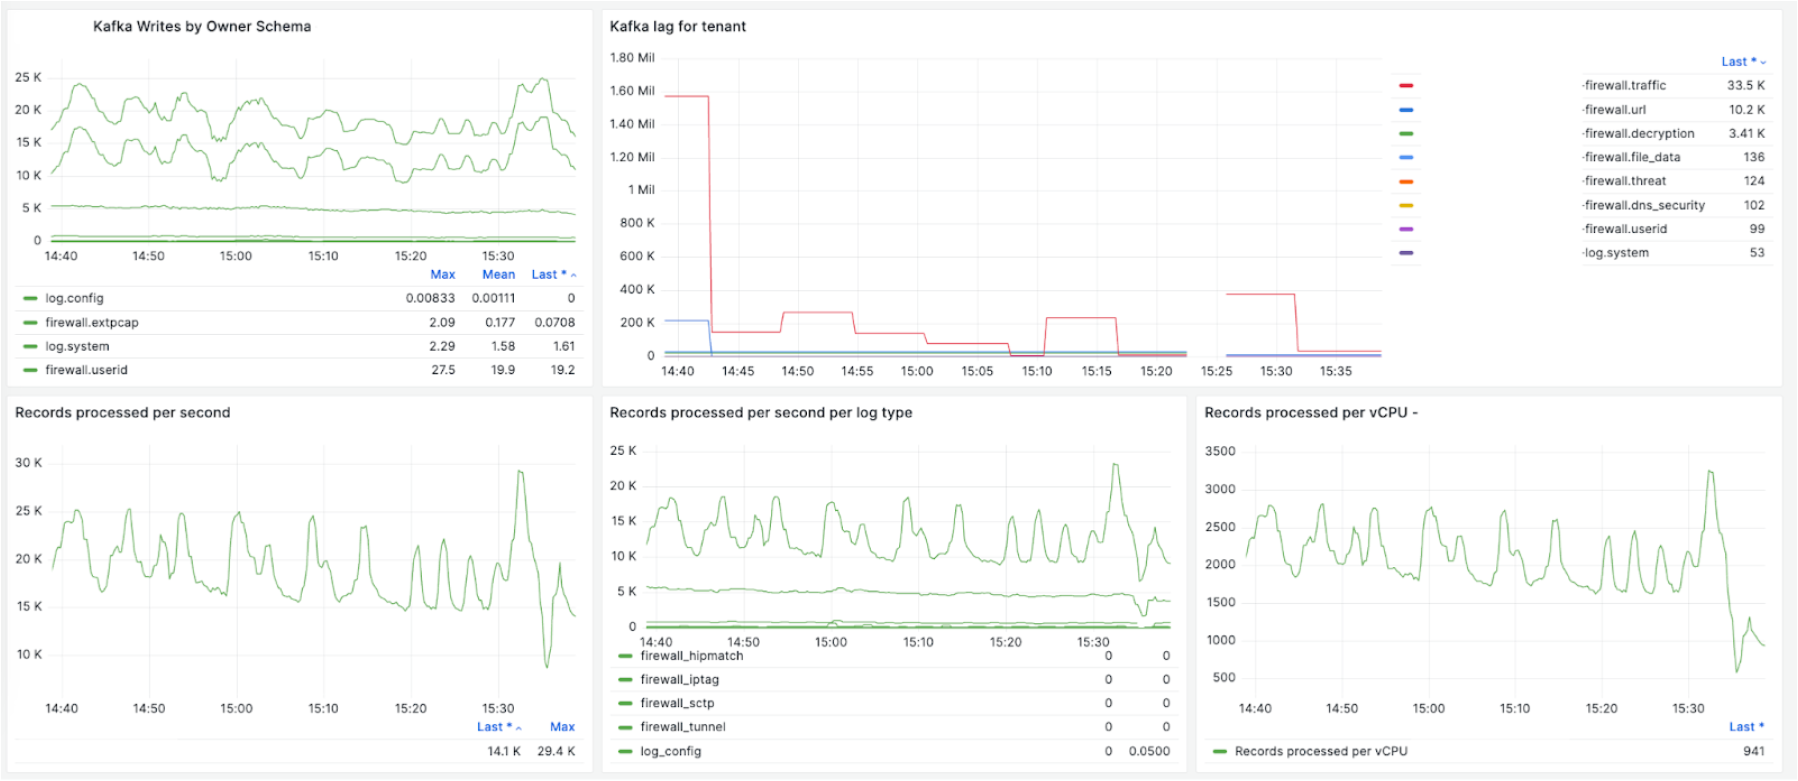 Kafka Writes by Owner Schema
25 K
20 K
15 K
10 K
5 K
0
14:40 14:50 15:00 15:10 15:20 15:30
Max Mean Last *
log.config 0.00833 0.00111 0
firewall.extpcap 2.09 0.177 0.0708
log.system 2.29 1.58 1.61
firewall.userid 27.5 19.9 19.2
Kafka lag for tenant
1.80 Mil
1.60 Mil
1.40 Mil
1.20 Mil
1 Mil
800 K
600 K
400 K
200 K
0
14:40 14:45 14:50 14:55 15:00 15:05 15:10 15:15 15:20 15:25 15:30 15:35
Last *
-firewall.traffic 33.5 K
-firewall.url 10.2 K
-firewall.decryption 3.41 K
-firewall.file_data 136
-firewall.threat 124
-firewall.dns_security 102
-firewall.userid 99
-log.system 53
Records processed per second
30 K
25 K
20 K
15 K
10 K
14:40 14:50 15:00 15:10 15:20 15:30
Last * Max
14.1 K 29.4 K
Records processed per second per log type
25 K
20 K
15 K
10 K
5 K
0
14:40 14:50 15:00 15:10 15:20 15:30
firewall_hipmatch 0 0
firewall_iptag 0 0
firewall_sctp 0 0
firewall_tunnel 0 0
log_config 0 0.0500
Records processed per vCPU -
3500
3000
2500
2000
1500
1000
500
14:40 14:50 15:00 15:10 15:20 15:30
Last *
Records processed per vCPU 941